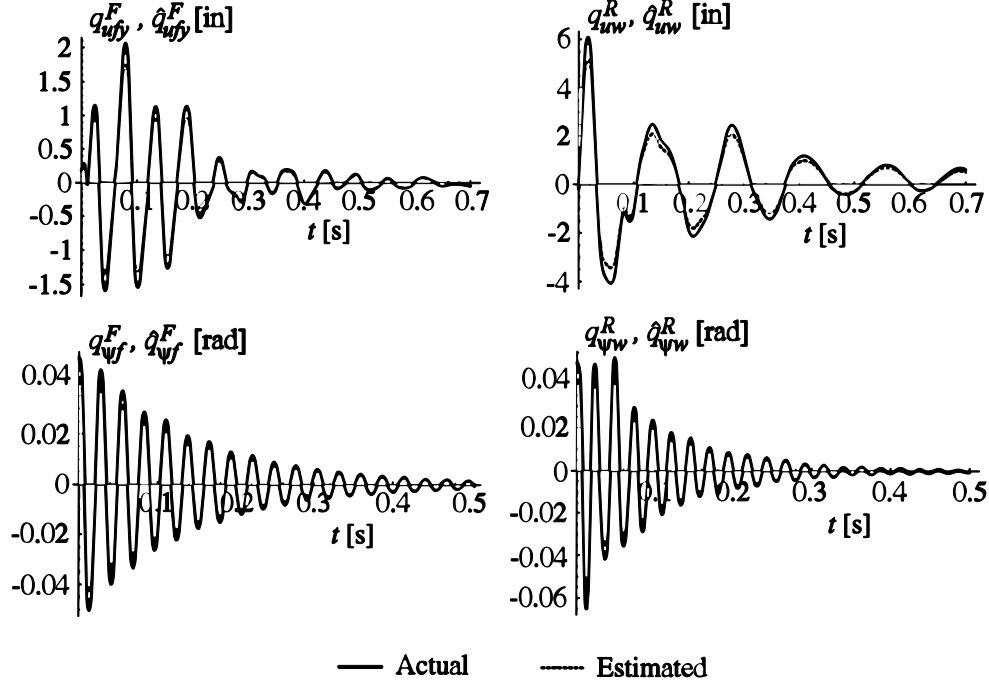 q^F_ufy, q̂^F_ufy [in]
2
1.5
1
0.5
0
-0.5
-1
-1.5
0.1 0.2 0.3 0.4 0.5 0.6 0.7
t [s]
q^R_uw, q̂^R_uw [in]
6
4
2
0
-2
-4
0.1 0.2 0.3 0.4 0.5 0.6 0.7
t [s]
q^F_ψf, q̂^F_ψf [rad]
0.04
0.02
0
-0.02
-0.04
0.1 0.2 0.3 0.4 0.5
t [s]
q^R_ψw, q̂^R_ψw [rad]
0.04
0.02
0
-0.02
-0.04
-0.06
0.1 0.2 0.3 0.4 0.5
t [s]
Actual Estimated